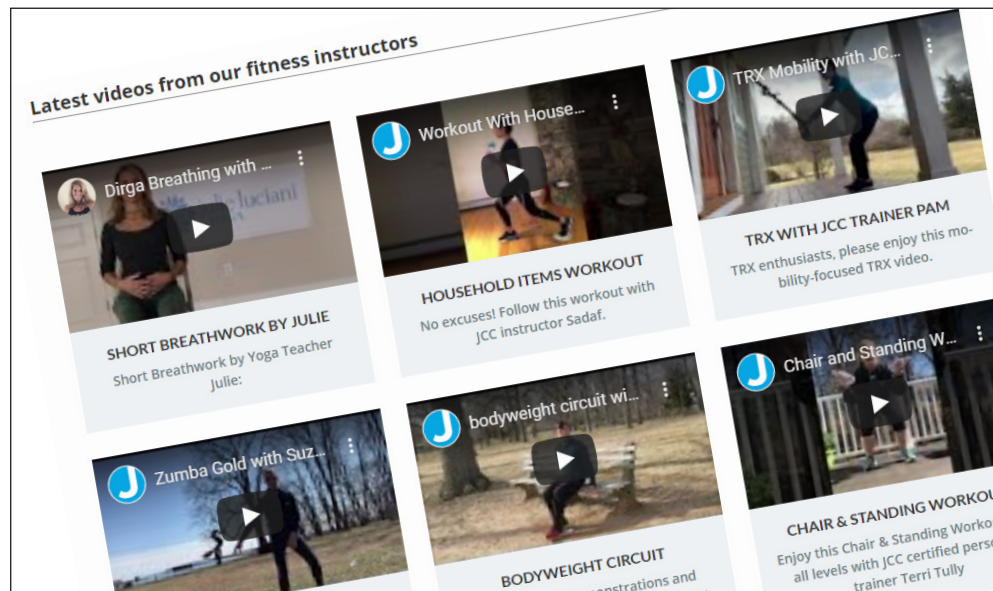 Latest videos from our fitness instructors
Dirga Breathing with ...
luciani
SHORT BREATHWORK BY JULIE
Short Breathwork by Yoga Teacher
Julie:
Workout With House...
HOUSEHOLD ITEMS WORKOUT
No excuses! Follow this workout with
JCC instructor Sadaf.
TRX Mobility with JC...
TRX WITH JCC TRAINER PAM
TRX enthusiasts, please enjoy this mo-
bility-focused TRX video.
Zumba Gold with Suz...
bodyweight circuit wi...
BODYWEIGHT CIRCUIT
and
Chair and Standing W...
CHAIR & STANDING WORKOU
Enjoy this Chair & Standing Worko
all levels with JCC certified perso
trainer Terri Tully